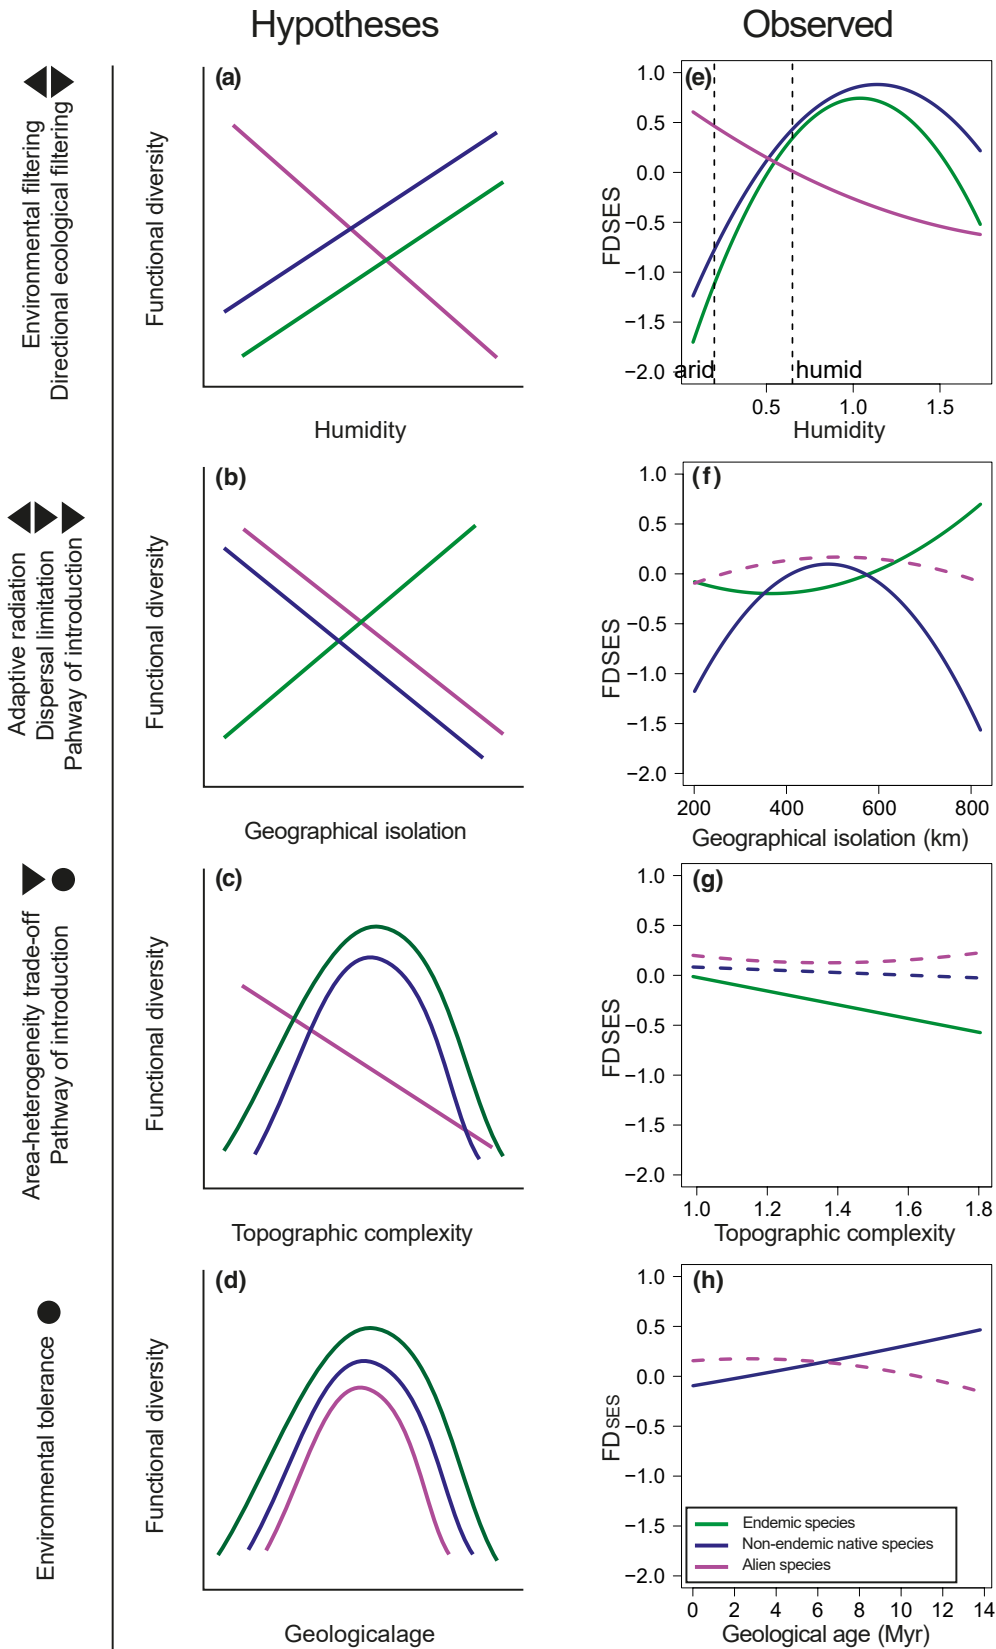 Hypotheses
Observed
Environmental filtering
Directional ecological filtering
(a)
Functional diversity
Humidity
(e)
FDSES
1.0
0.5
0.0
−0.5
−1.0
−1.5
−2.0
arid
humid
0.5
1.0
1.5
Humidity
Adaptive radiation
Dispersal limitation
Pahway of introduction
(b)
Functional diversity
Geographical isolation
(f)
FDSES
1.0
0.5
0.0
−0.5
−1.0
−1.5
−2.0
200
400
600
800
Geographical isolation (km)
Area-heterogeneity trade-off
Pathway of introduction
(c)
Functional diversity
Topographic complexity
(g)
FDSES
1.0
0.5
0.0
−0.5
−1.0
−1.5
−2.0
1.0
1.2
1.4
1.6
1.8
Topographic complexity
Environmental tolerance
(d)
Functional diversity
Geologicalage
(h)
FDSES
1.0
0.5
0.0
−0.5
−1.0
−1.5
−2.0
Endemic species
Non-endemic native species
Alien species
0
2
4
6
8
10
12
14
Geological age (Myr)